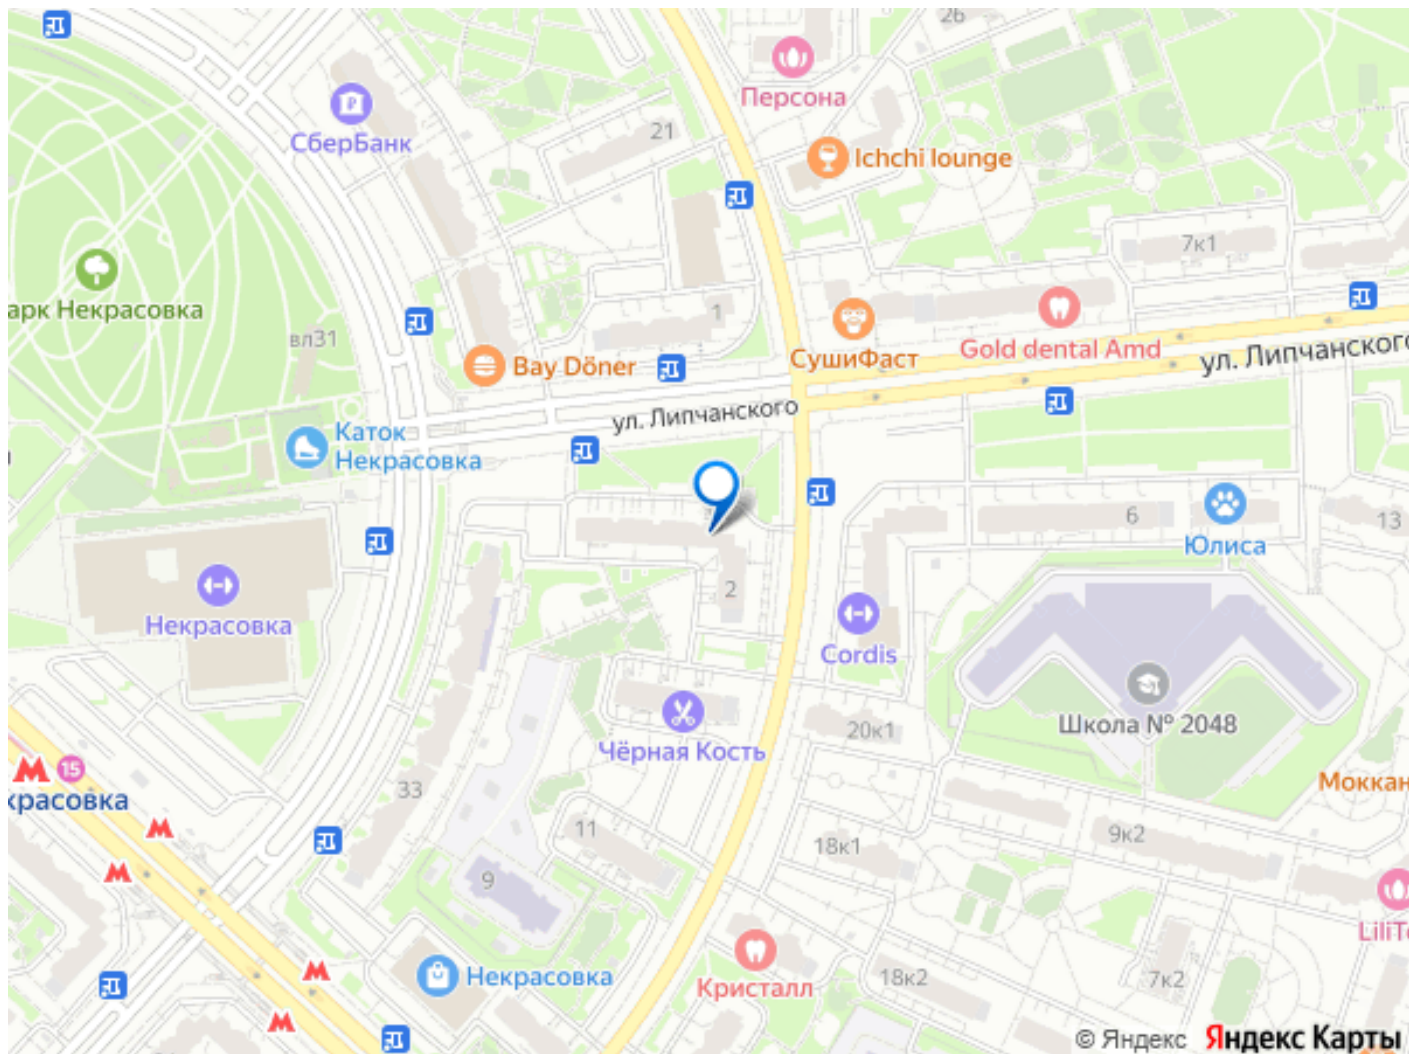 26
Персона
СберБанк
21
Ichchi lounge
7к1
арк Некрасовка
вл31
1
СушиФаст
Gold dental Amd
ул. Липчанского
Bay Döner
ул. Липчанского
Каток
Некрасовка
6
13
Юлиса
2
Некрасовка
Cordis
Школа № 2048
20к1
Чёрная Кость
15
красовка
33
Моккан
11
18к1
9к2
9
LiliT
Некрасовка
Кристалл
18к2
7к2
© Яндекс Яндекс Карты